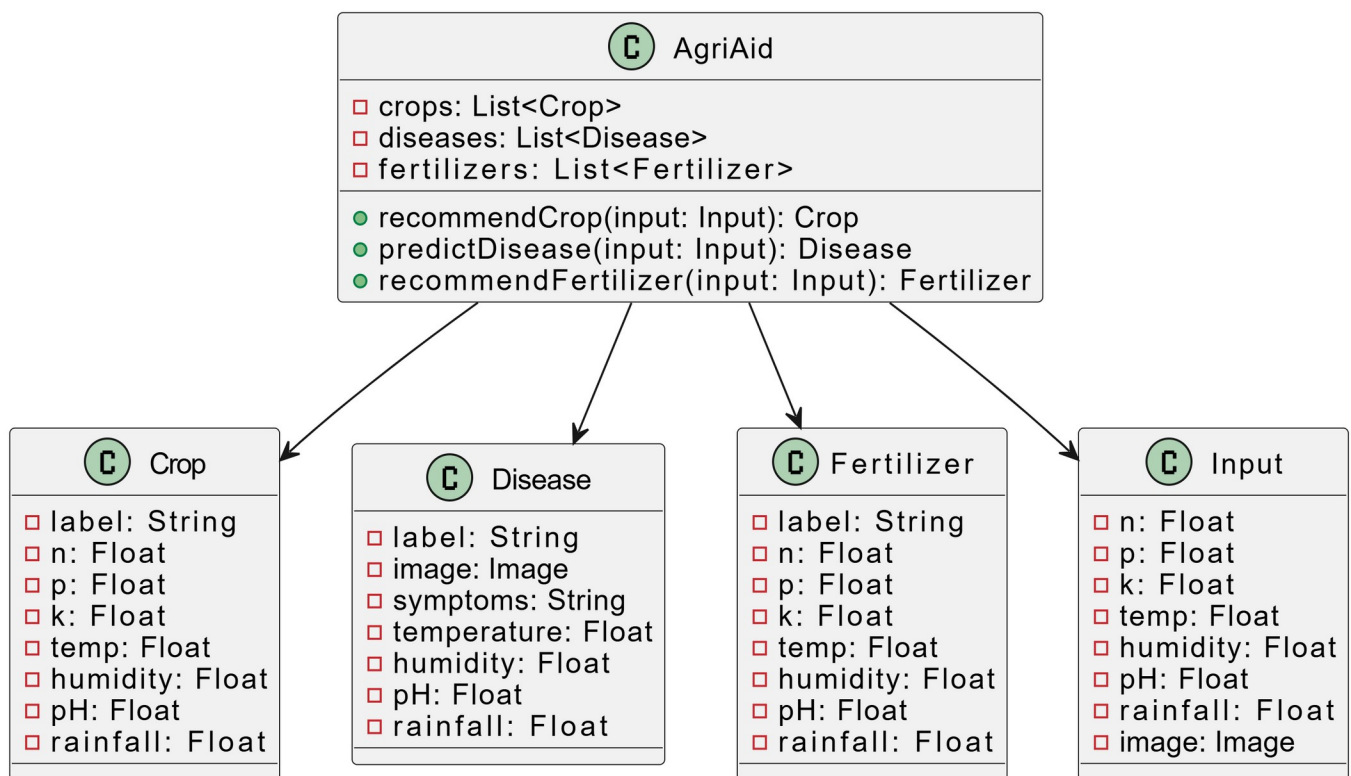 C AgriAid
crops: List<Crop>
diseases: List<Disease>
fertilizers: List<Fertilizer>
recommendCrop(input: Input): Crop
predictDisease(input: Input): Disease
recommendFertilizer(input: Input): Fertilizer
C Crop
label: String
n: Float
p: Float
k: Float
temp: Float
humidity: Float
pH: Float
rainfall: Float
C Disease
label: String
image: Image
symptoms: String
temperature: Float
humidity: Float
pH: Float
rainfall: Float
C Fertilizer
label: String
n: Float
p: Float
k: Float
temp: Float
humidity: Float
pH: Float
rainfall: Float
C Input
n: Float
p: Float
k: Float
temp: Float
humidity: Float
pH: Float
rainfall: Float
image: Image